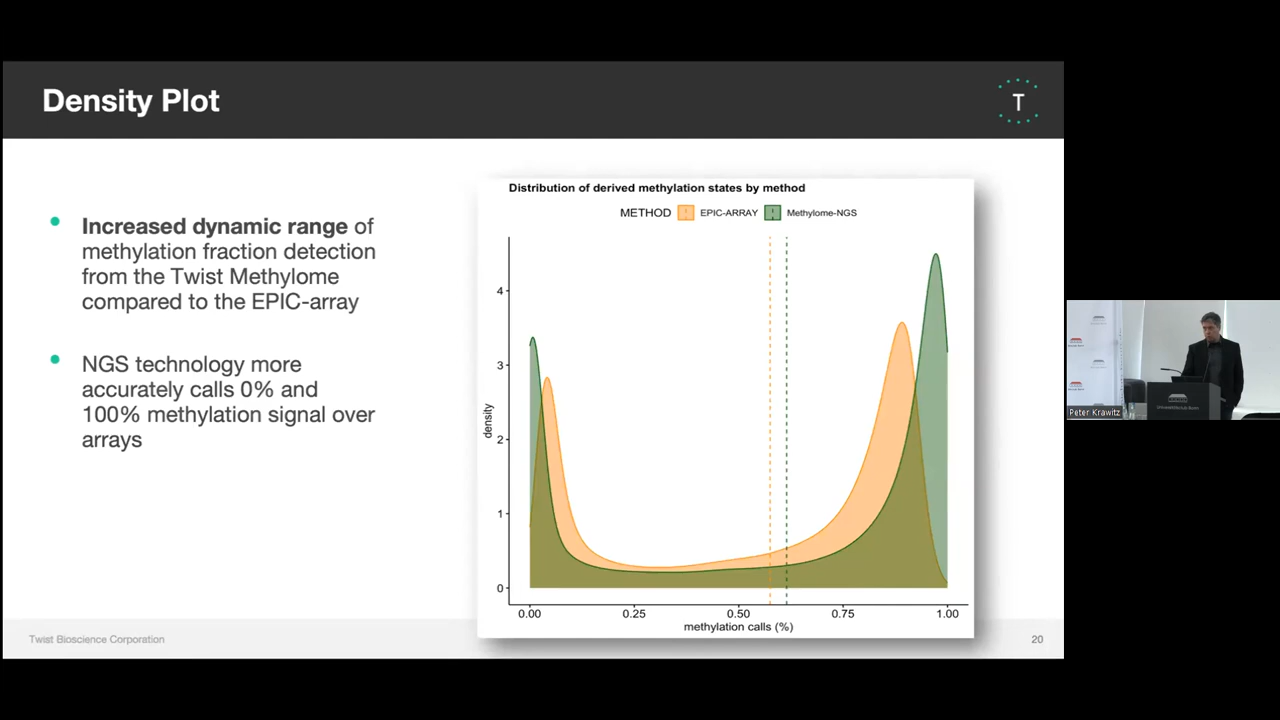 Density Plot
T
Increased dynamic range of
methylation fraction detection
from the Twist Methylome
compared to the EPIC-array
NGS technology more
accurately calls 0% and
100% methylation signal over
arrays
Distribution of derived methylation states by method
METHOD EPIC-ARRAY Methylome-NGS
density
4
3
2
1
0
0.00 0.25 0.50 0.75 1.00
methylation calls (%)
Twist Bioscience Corporation
20
Peter Krawitz